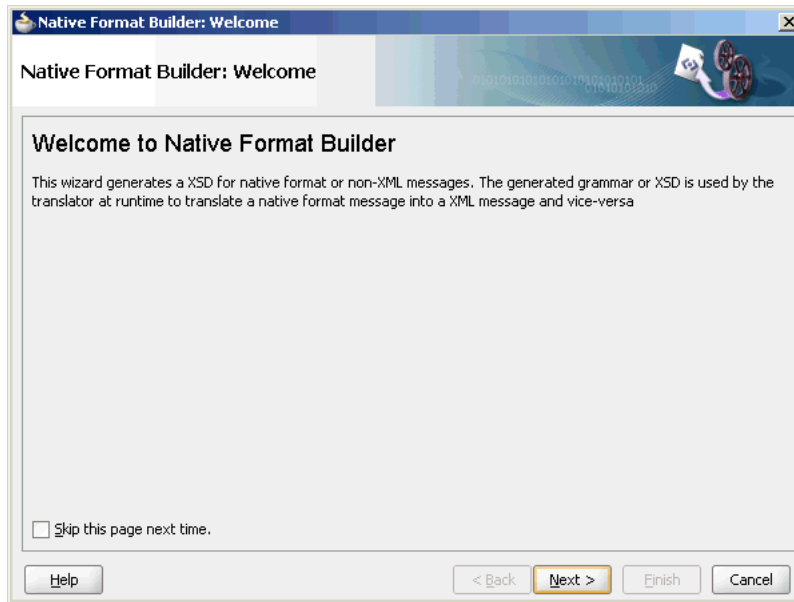 Native Format Builder: Welcome
Native Format Builder: Welcome
Welcome to Native Format Builder
This wizard generates a XSD for native format or non-XML messages. The generated grammar or XSD is used by the
translator at runtime to translate a native format message into a XML message and vice-versa
Skip this page next time.
Help
< Back
Next >
Finish
Cancel